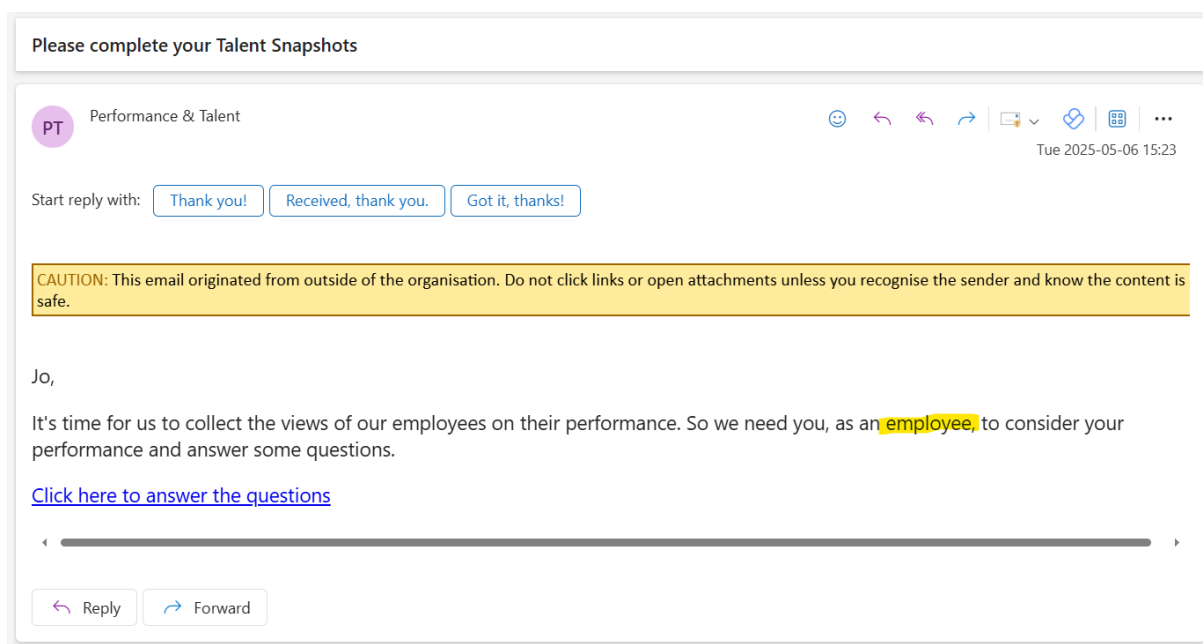 Please complete your Talent Snapshots
PT
Performance & Talent
Tue 2025-05-06 15:23
Start reply with:
Thank you!
Received, thank you.
Got it, thanks!
CAUTION: This email originated from outside of the organisation. Do not click links or open attachments unless you recognise the sender and know the content is
safe.
Jo,
It's time for us to collect the views of our employees on their performance. So we need you, as an employee, to consider your
performance and answer some questions.
Click here to answer the questions
Reply
Forward